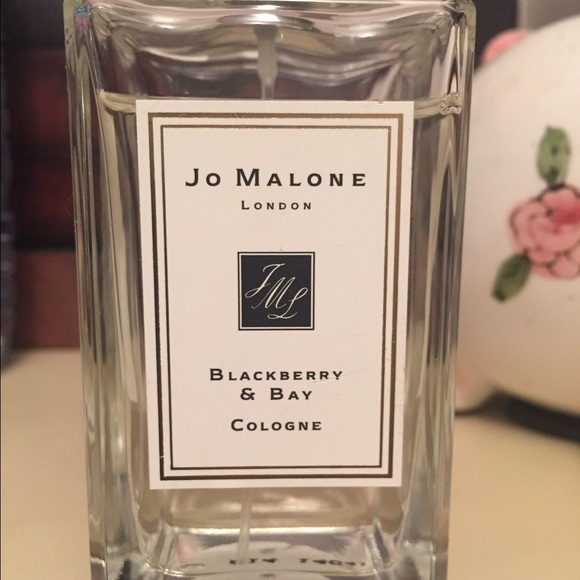 JO MALONE
LONDON
JML
BLACKBERRY
& BAY
COLOGNE